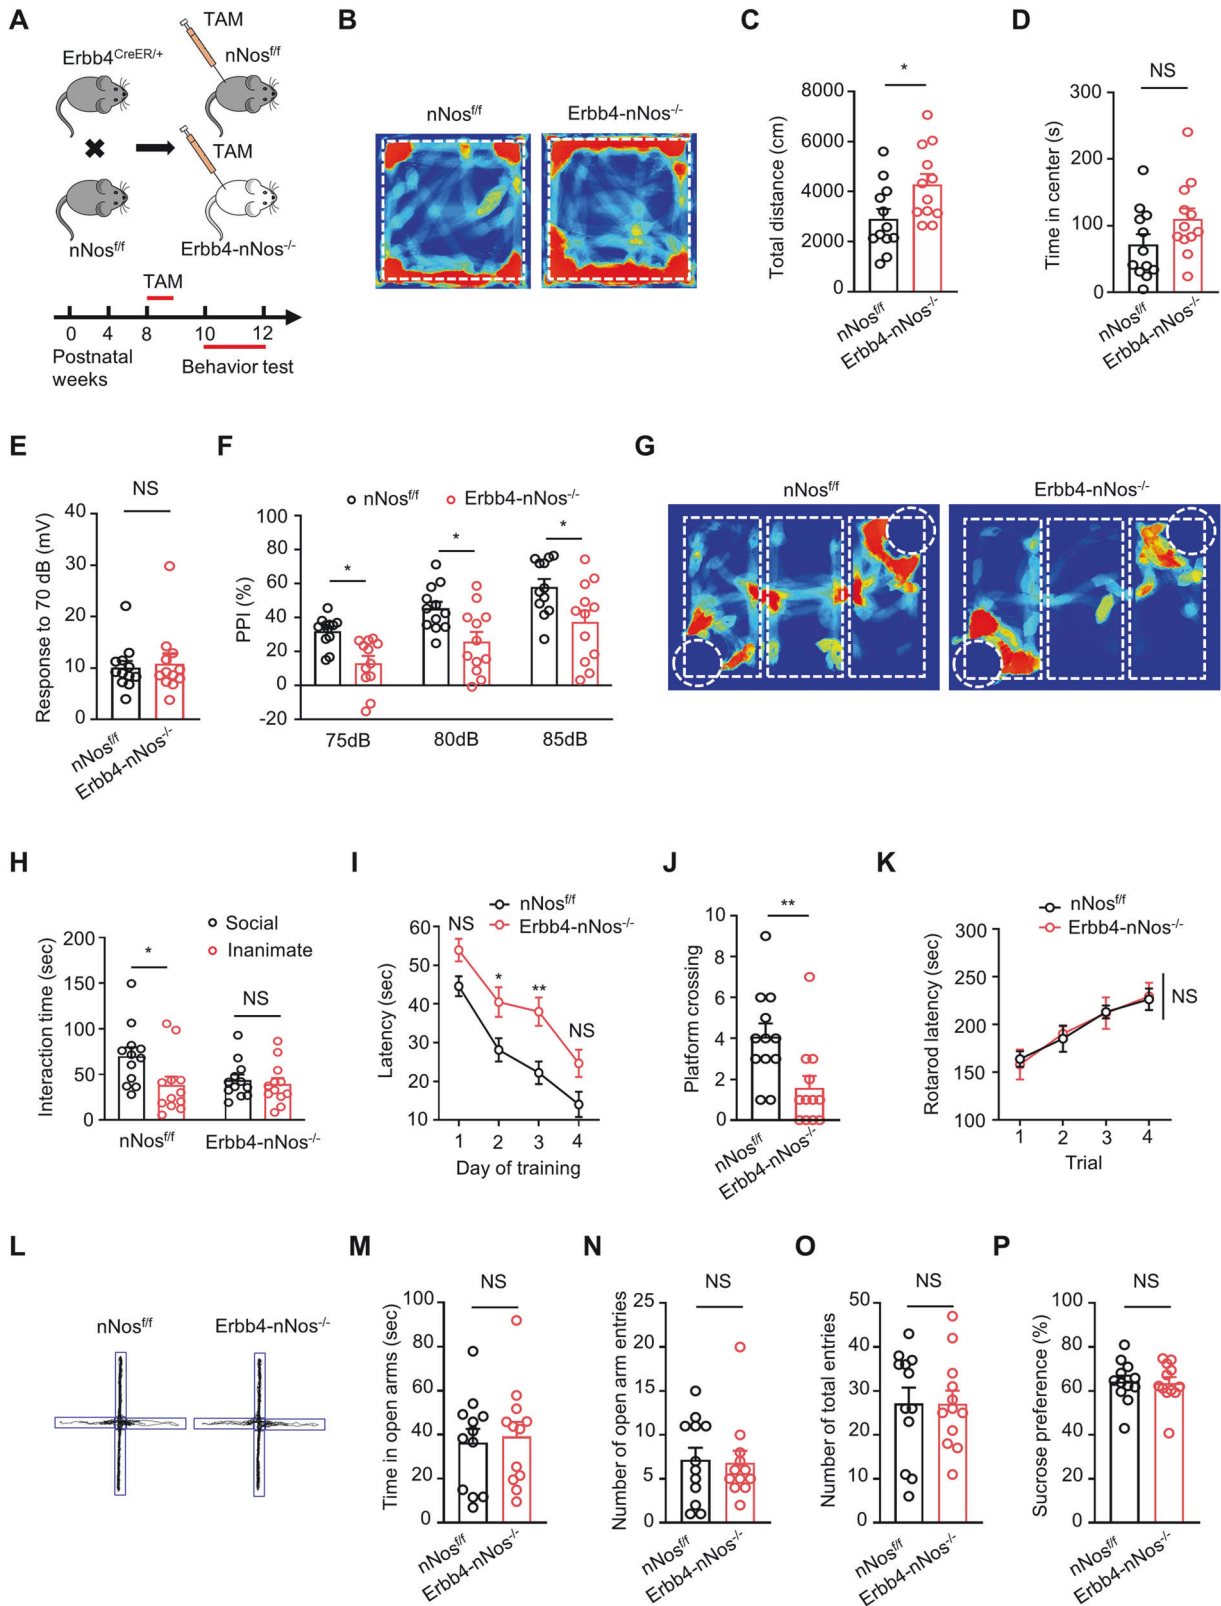 A
TAM
Erbb4CreER/+
nNosf/f
TAM
nNosf/f
Erbb4-nNos-/-
TAM
0 4 8 10 12
Postnatal
weeks
Behavior test
B
nNosf/f
Erbb4-nNos-/-
C
*
8000
6000
4000
2000
0
Total distance (cm)
nNosf/f
Erbb4-nNos-/-
D
NS
300
200
100
0
Time in center (s)
nNosf/f
Erbb4-nNos-/-
E
NS
40
30
20
10
0
Response to 70 dB (mV)
nNosf/f
Erbb4-nNos-/-
F
nNosf/f
Erbb4-nNos-/-
100
80
60
40
20
0
-20
PPI (%)
*
*
*
75dB 80dB 85dB
G
nNosf/f
Erbb4-nNos-/-
H
Social
Inanimate
200
150
100
50
0
Interaction time (sec)
*
NS
nNosf/f
Erbb4-nNos-/-
I
nNosf/f
Erbb4-nNos-/-
60
50
40
30
20
10
Latency (sec)
NS
*
**
NS
1 2 3 4
Day of training
J
**
10
8
6
4
2
0
Platform crossing
nNosf/f
Erbb4-nNos-/-
K
nNosf/f
Erbb4-nNos-/-
300
250
200
150
100
Rotarod latency (sec)
NS
1 2 3 4
Trial
L
nNosf/f
Erbb4-nNos-/-
M
NS
100
80
60
40
20
0
Time in open arms (sec)
nNosf/f
Erbb4-nNos-/-
N
NS
25
20
15
10
5
0
Number of open arm entries
nNosf/f
Erbb4-nNos-/-
O
NS
50
40
30
20
10
0
Number of total entries
nNosf/f
Erbb4-nNos-/-
P
NS
100
80
60
40
20
0
Sucrose preference (%)
nNosf/f
Erbb4-nNos-/-